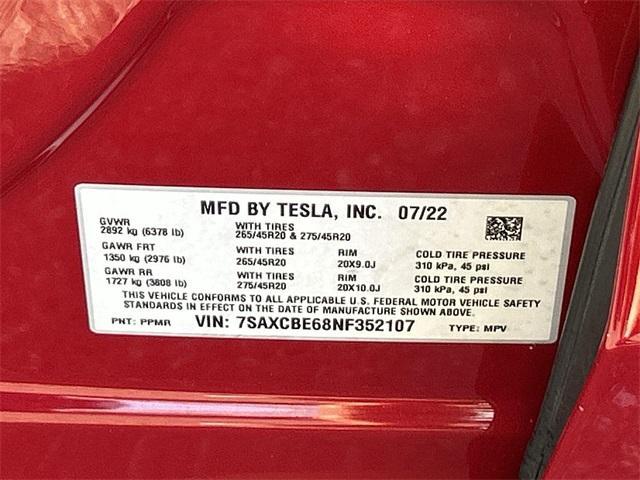 MFD BY TESLA, INC. 07/22
GVWR
2892 kg (6378 lb)
WITH TIRES
265/45R20 & 275/45R20
GAWR FRT
1350 kg (2976 lb)
WITH TIRES
265/45R20
RIM
20X9.0J
COLD TIRE PRESSURE
310 kPa, 45 psi
GAWR RR
1727 kg (3808 lb)
WITH TIRES
275/45R20
RIM
20X10.0J
COLD TIRE PRESSURE
310 kPa, 45 psi
THIS VEHICLE CONFORMS TO ALL APPLICABLE U.S. FEDERAL MOTOR VEHICLE SAFETY
STANDARDS IN EFFECT ON THE DATE OF MANUFACTURE SHOWN ABOVE.
PNT: PPMR VIN: 7SAXCBE68NF352107 TYPE: MPV